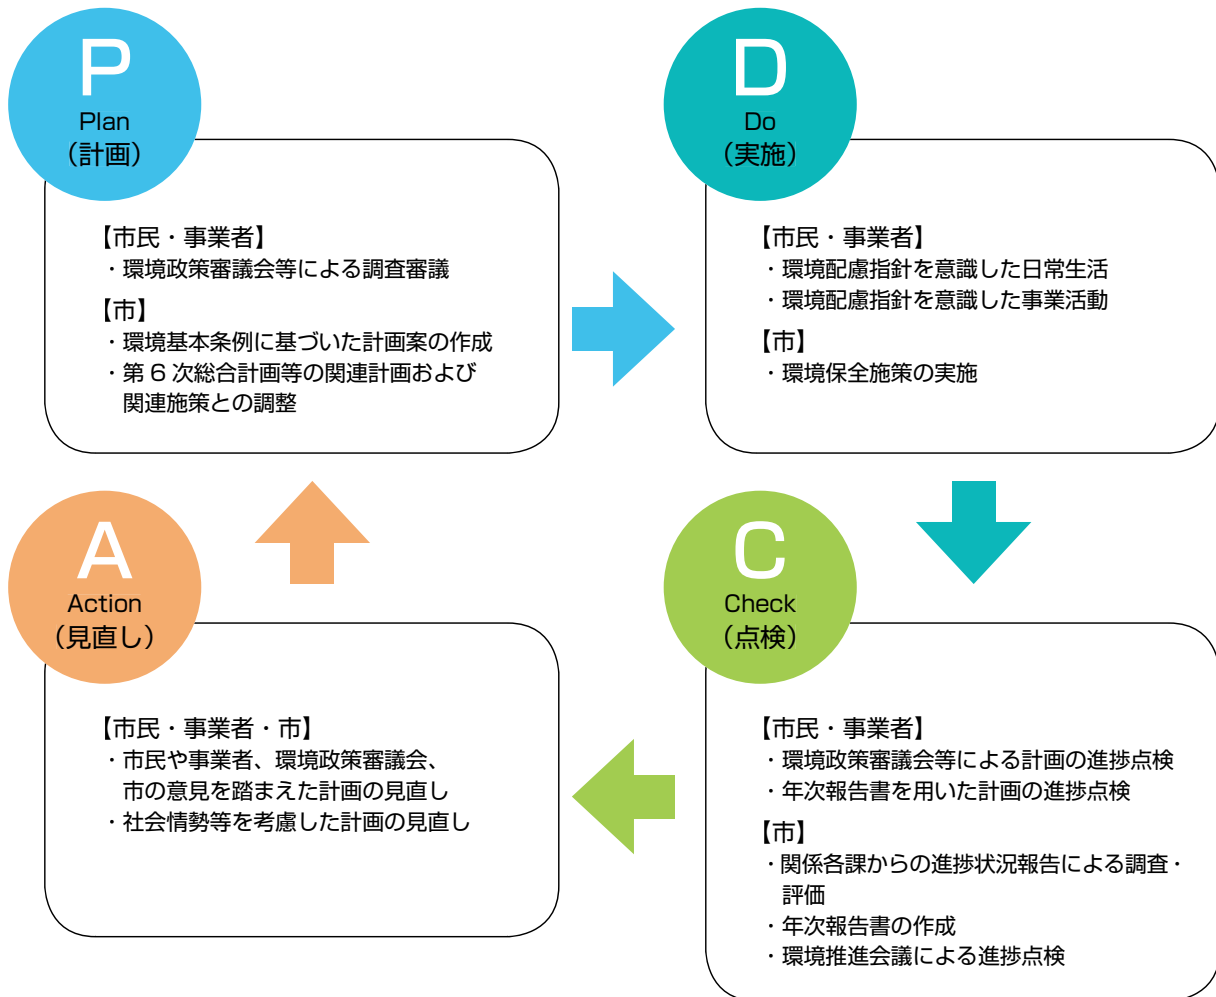 P
Plan
（計画）
【市民・事業者】
・環境政策審議会等による調査審議
【市】
・環境基本条例に基づいた計画案の作成
・第 6 次総合計画等の関連計画および
関連施策との調整
D
Do
（実施）
【市民・事業者】
・環境配慮指針を意識した日常生活
・環境配慮指針を意識した事業活動
【市】
・環境保全施策の実施
C
Check
（点検）
【市民・事業者】
・環境政策審議会等による計画の進捗点検
・年次報告書を用いた計画の進捗点検
【市】
・関係各課からの進捗状況報告による調査・
評価
・年次報告書の作成
・環境推進会議による進捗点検
A
Action
（見直し）
【市民・事業者・市】
・市民や事業者、環境政策審議会、
市の意見を踏まえた計画の見直し
・社会情勢等を考慮した計画の見直し